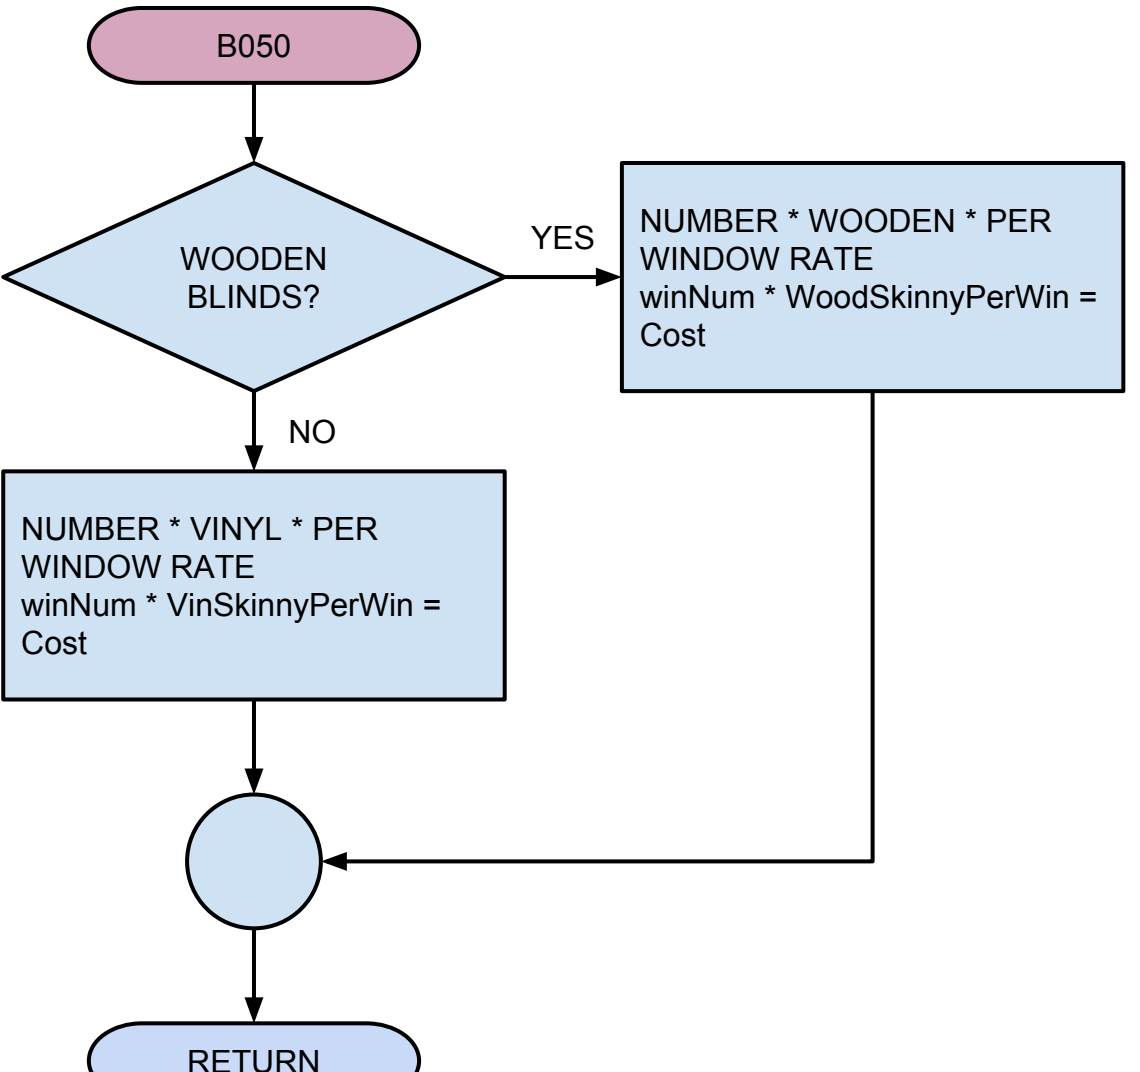 B050
WOODEN
BLINDS?
YES
NUMBER * WOODEN * PER
WINDOW RATE
winNum * WoodSkinnyPerWin =
Cost
NO
NUMBER * VINYL * PER
WINDOW RATE
winNum * VinSkinnyPerWin =
Cost
RETURN